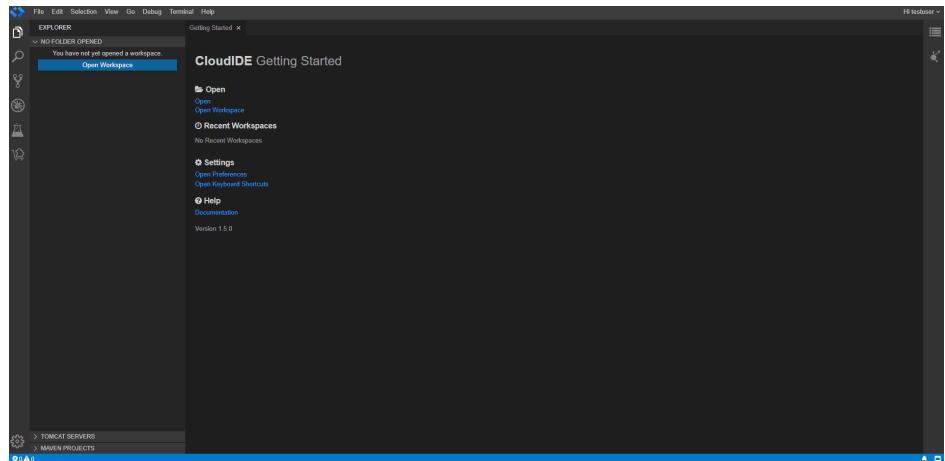 File Edit Selection View Go Debug Terminal Help
Hi testuser
EXPLORER
NO FOLDER OPENED
You have not yet opened a workspace.
Open Workspace
TOMCAT SERVERS
MAVEN PROJECTS
Getting Started ×
CloudIDE Getting Started
Open
Open
Open Workspace
Recent Workspaces
No Recent Workspaces
Settings
Open Preferences
Open Keyboard Shortcuts
Help
Documentation
Version 1.5.0
0 0